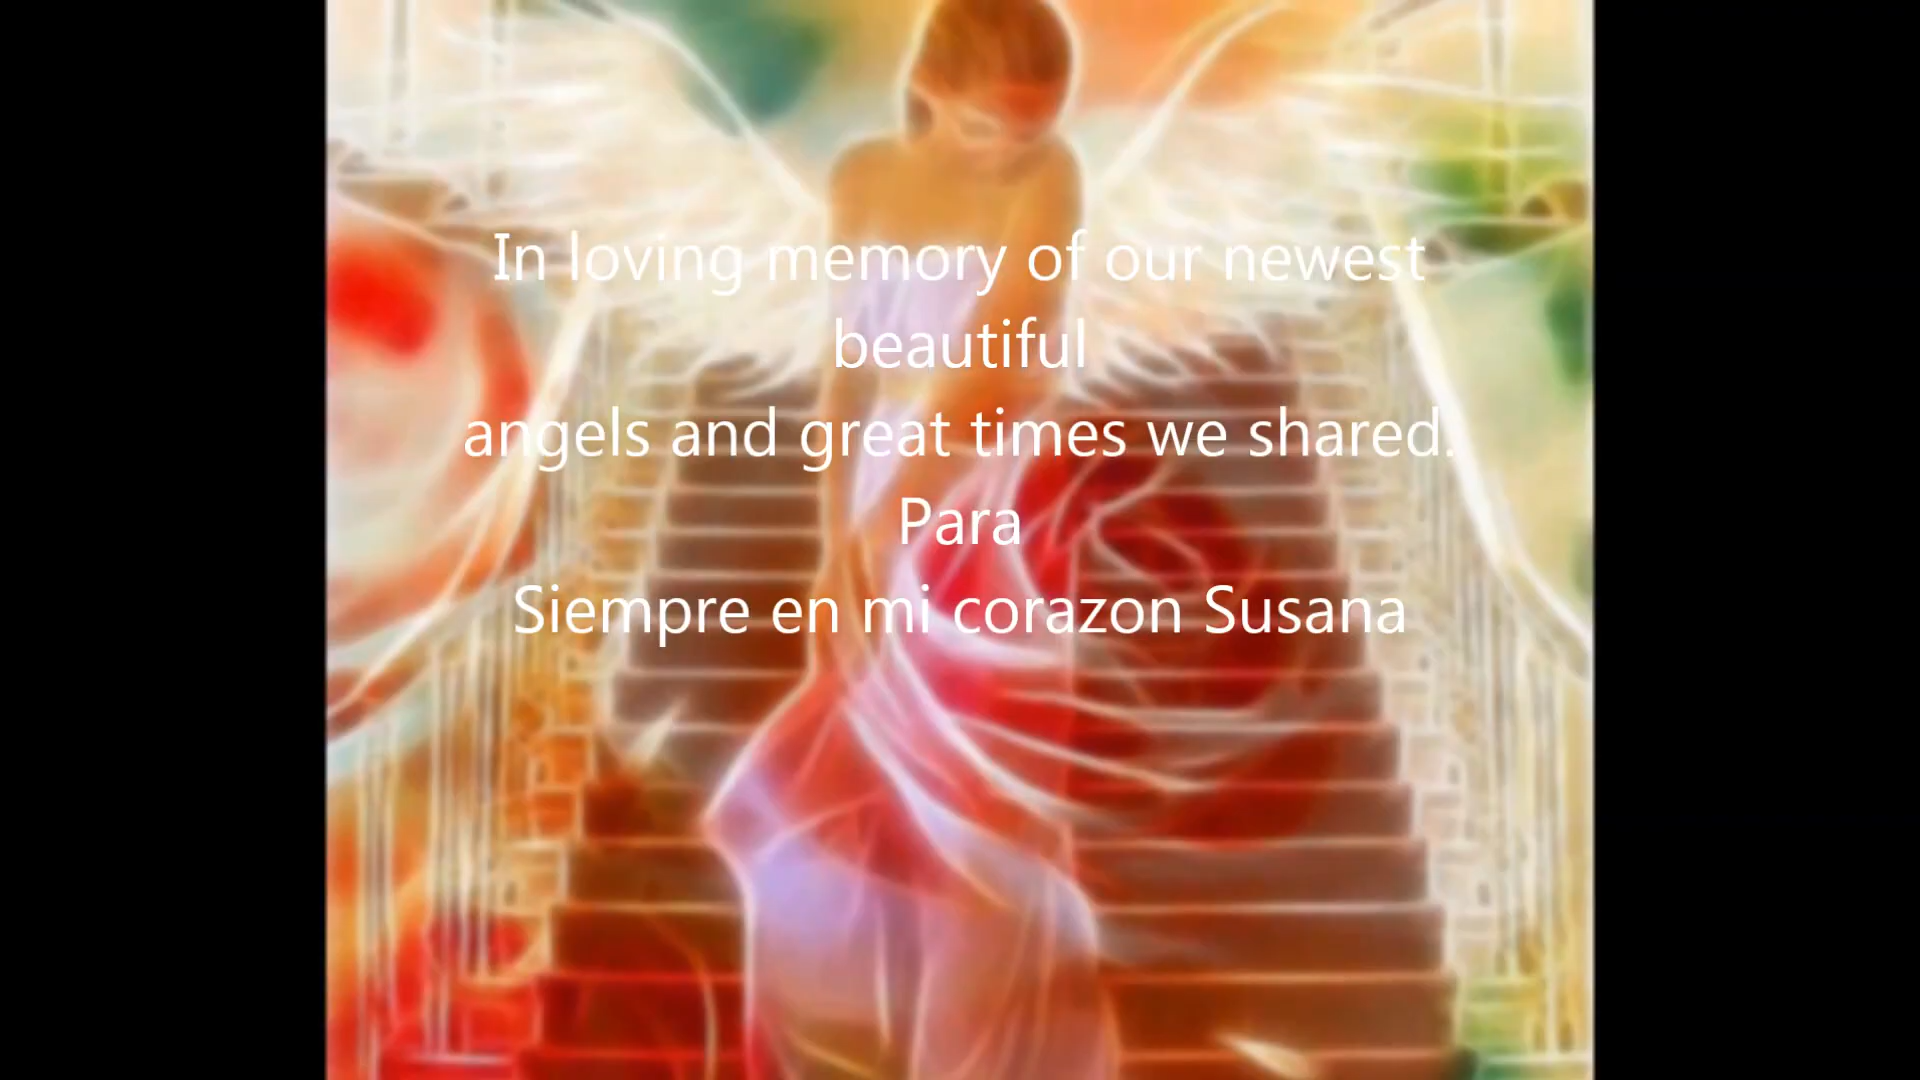 In loving memory of our newest
beautiful
angels and great times we shared.
Para
Siempre en mi corazon Susana